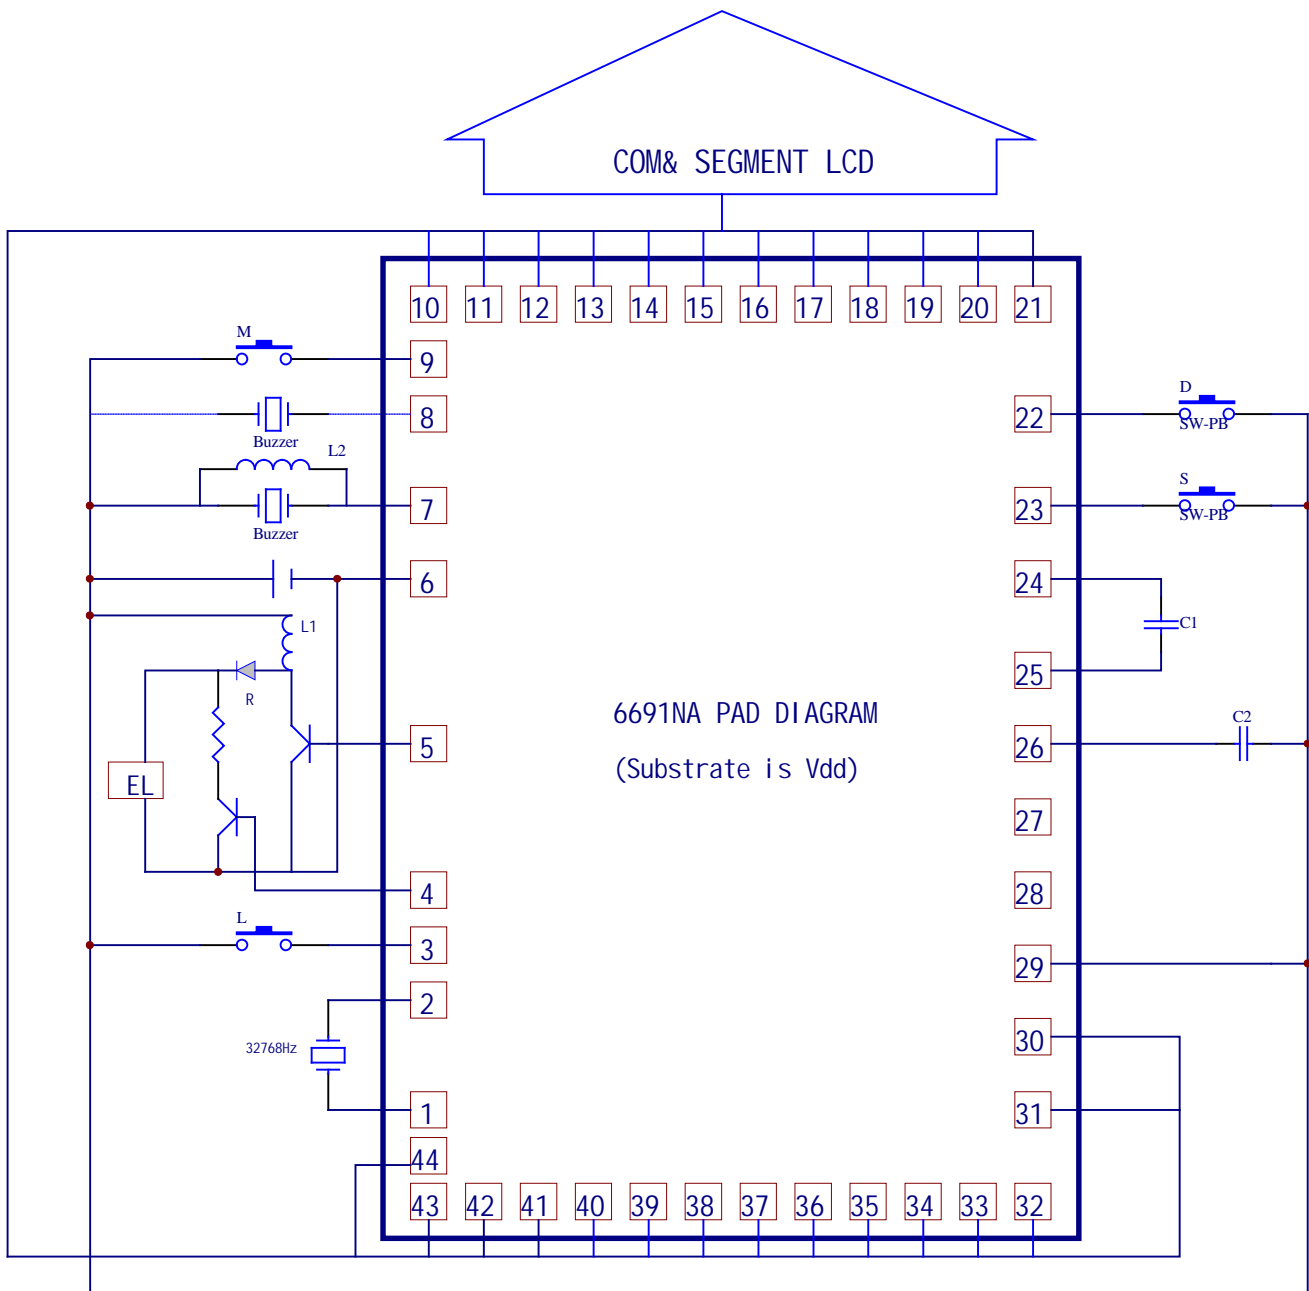 COM& SEGMENT LCD
10 11 12 13 14 15 16 17 18 19 20 21
M
9
8
Buzzer
L2
7
Buzzer
6
L1
R
5
EL
4
L
3
2
32768Hz
1
44
43 42 41 40 39 38 37 36 35 34 33 32
6691NA PAD DIAGRAM
(Substrate is Vdd)
D
22
SW-PB
S
23
SW-PB
24
C1
25
C2
26
27
28
29
30
31